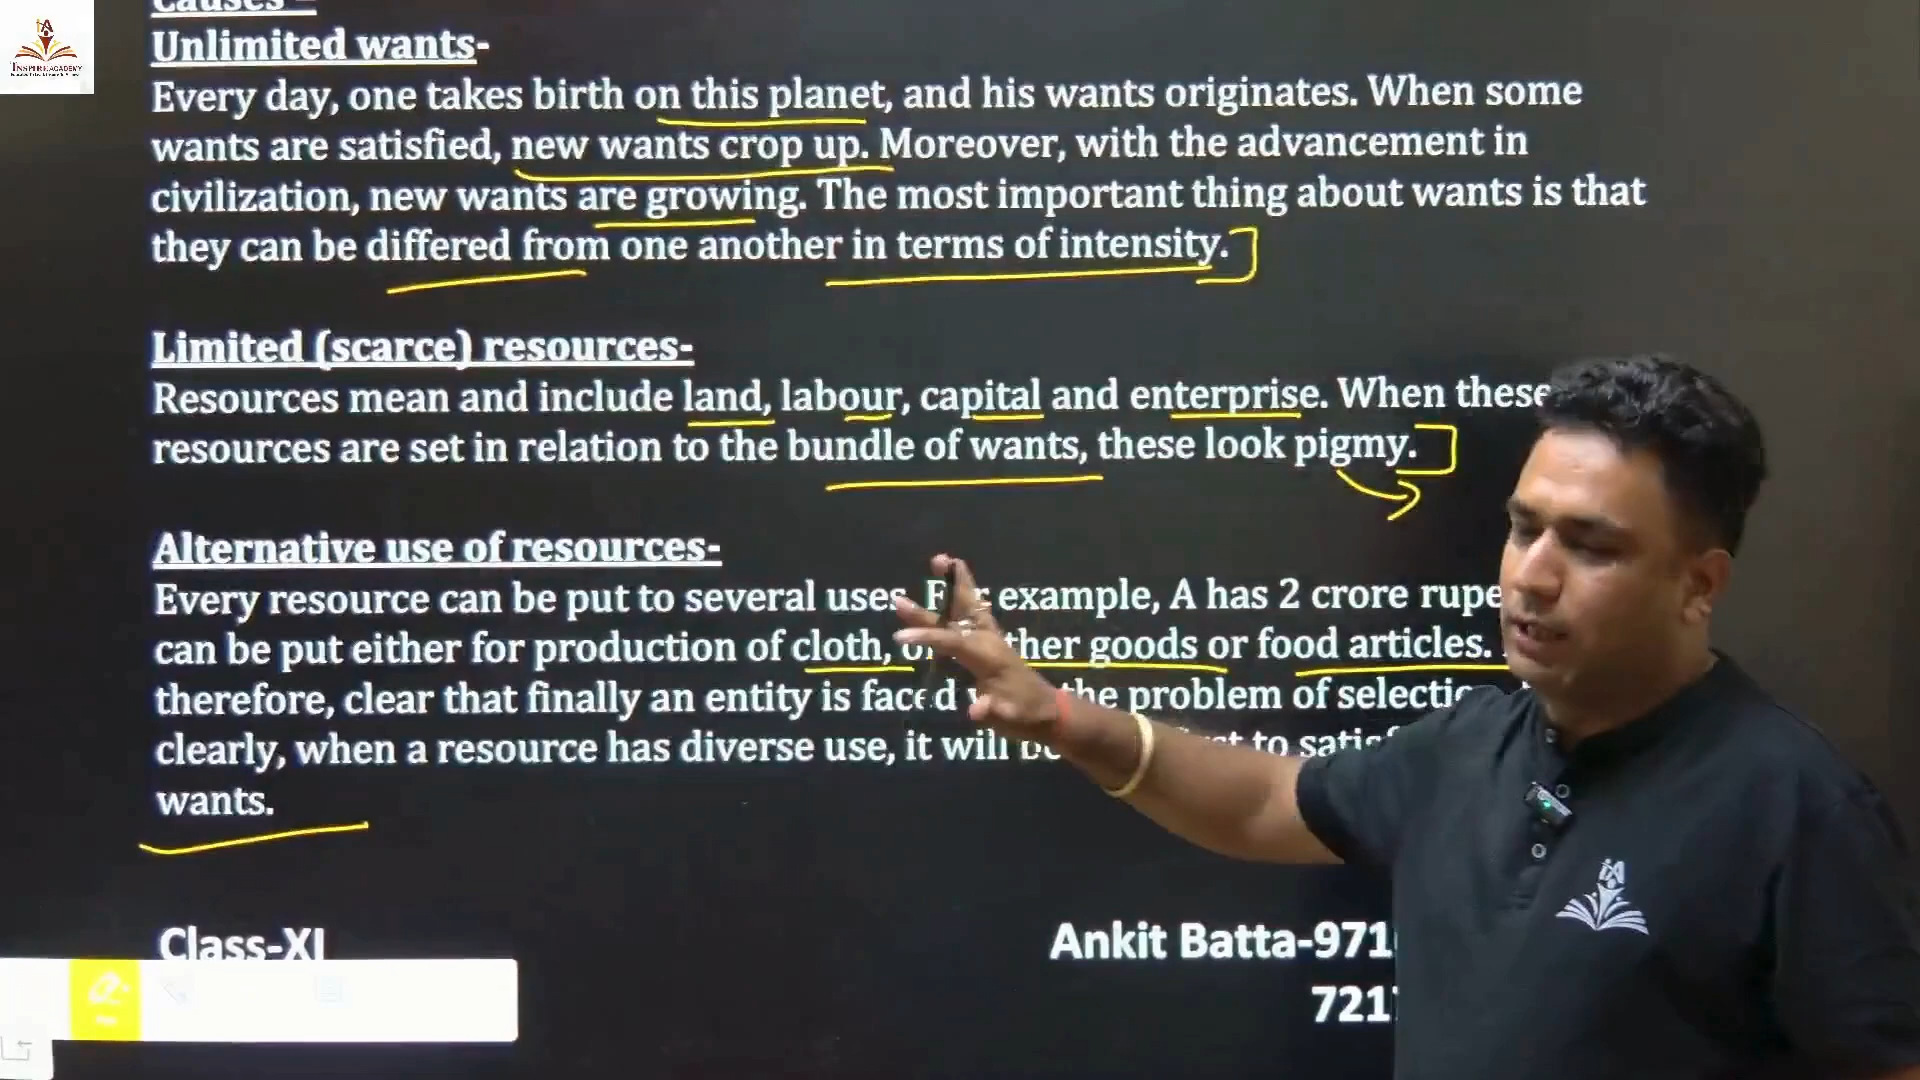 INSPIRE ACADEMY
Causes –
Unlimited wants-
Every day, one takes birth on this planet, and his wants originates. When some
wants are satisfied, new wants crop up. Moreover, with the advancement in
civilization, new wants are growing. The most important thing about wants is that
they can be differed from one another in terms of intensity.
Limited (scarce) resources-
Resources mean and include land, labour, capital and enterprise. When these
resources are set in relation to the bundle of wants, these look pigmy.
Alternative use of resources-
Every resource can be put to several uses. For example, A has 2 crore
can be put either for production of cloth, other goods or food articles.
therefore, clear that finally an entity is faced the problem of
clearly, when a resource has diverse use, it will to
wants.
Class-XI
Ankit Batta-971
721